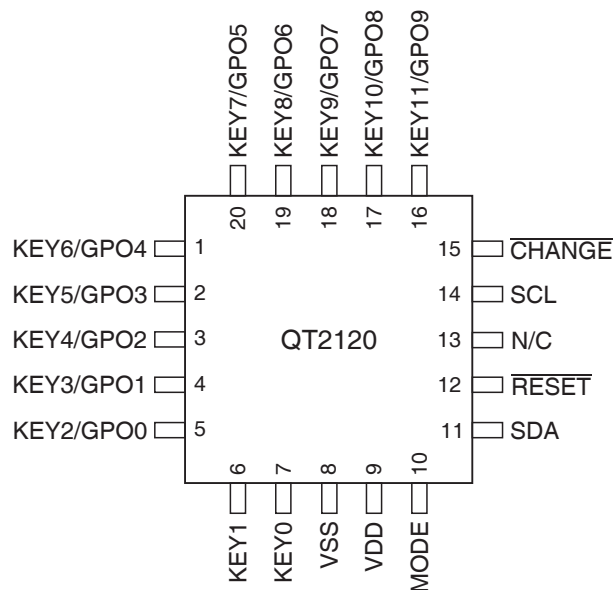 KEY7/GPO5
KEY8/GPO6
KEY9/GPO7
KEY10/GPO8
KEY11/GPO9
20
19
18
17
16
KEY6/GPO4
1
15
CHANGE
KEY5/GPO3
2
14
SCL
KEY4/GPO2
3
QT2120
13
N/C
KEY3/GPO1
4
12
RESET
KEY2/GPO0
5
11
SDA
6
7
8
9
10
KEY1
KEY0
VSS
VDD
MODE